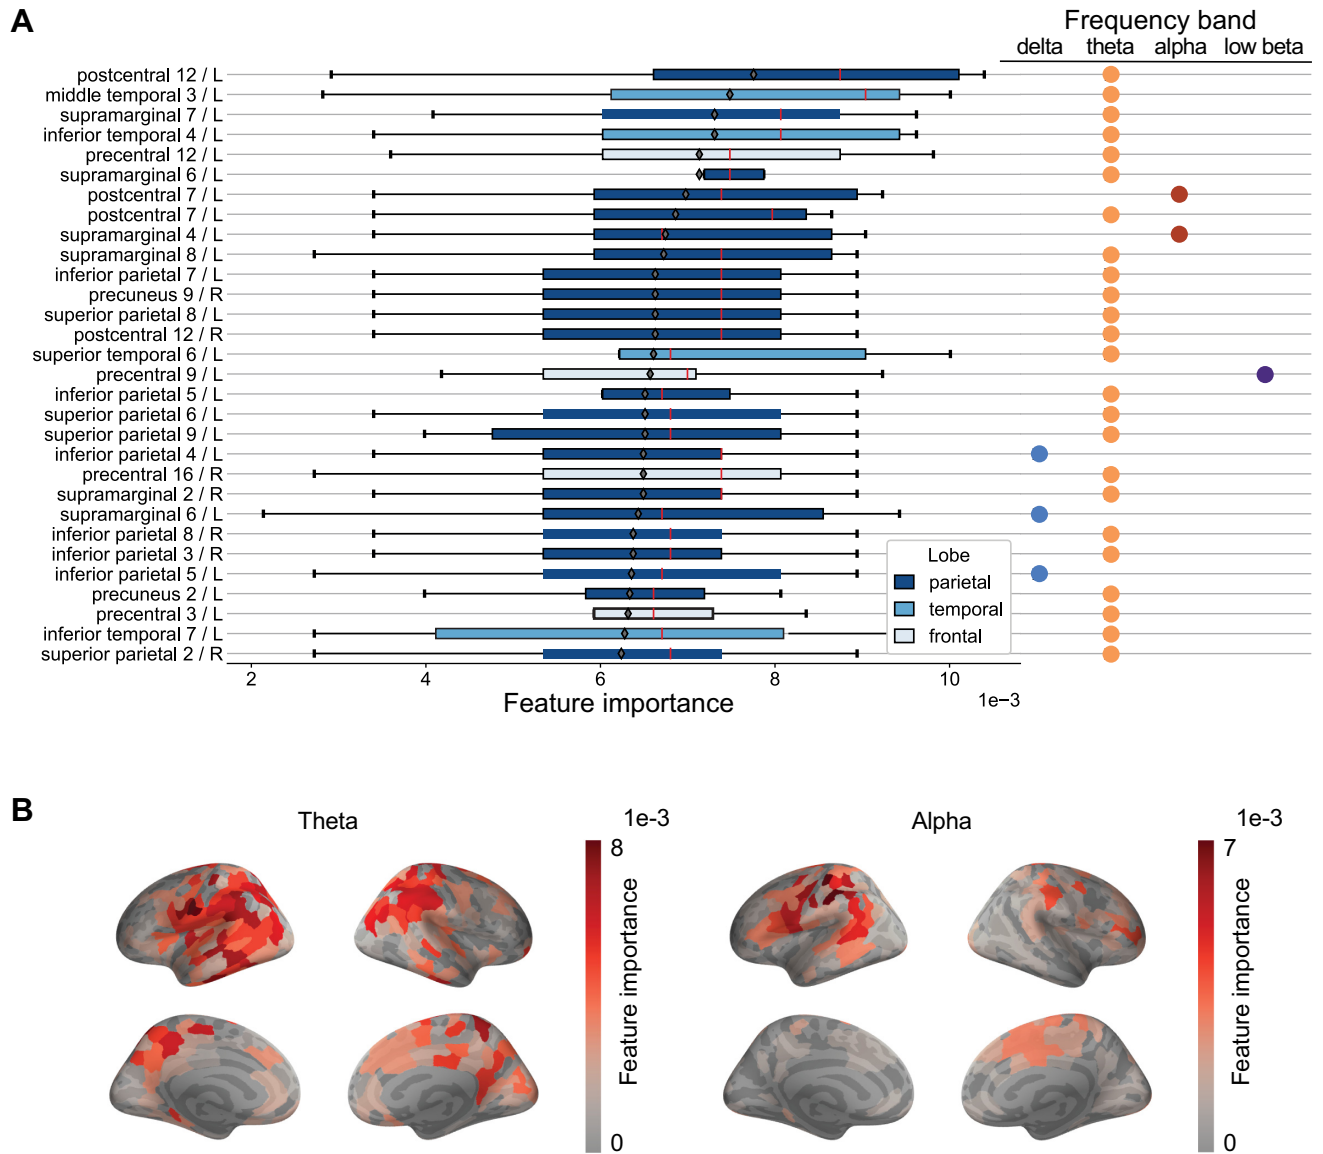 A
Frequency band
delta theta alpha low beta
postcentral 12 / L
middle temporal 3 / L
supramarginal 7 / L
inferior temporal 4 / L
precentral 12 / L
supramarginal 6 / L
postcentral 7 / L
postcentral 7 / L
supramarginal 4 / L
supramarginal 8 / L
inferior parietal 7 / L
precuneus 9 / R
superior parietal 8 / L
postcentral 12 / R
superior temporal 6 / L
precentral 9 / L
inferior parietal 5 / L
superior parietal 6 / L
superior parietal 9 / L
inferior parietal 4 / L
precentral 16 / R
supramarginal 2 / R
supramarginal 6 / L
inferior parietal 8 / R
inferior parietal 3 / R
inferior parietal 5 / L
precuneus 2 / L
precentral 3 / L
inferior temporal 7 / L
superior parietal 2 / R
Lobe
parietal
temporal
frontal
2 4 6 8 10
1e−3
Feature importance
B
Theta
1e-3
8
Feature importance
0
Alpha
1e-3
7
Feature importance
0